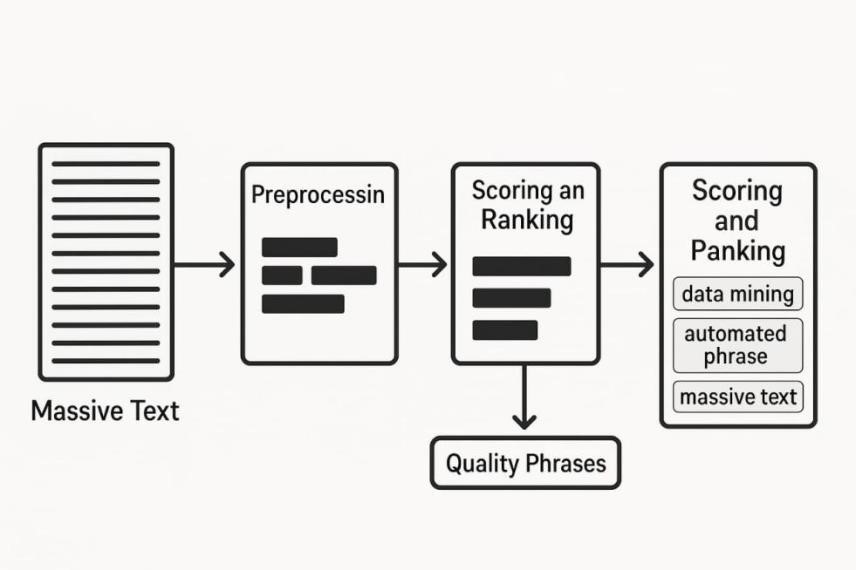 Massive Text
Preprocessin
Scoring an
Ranking
Quality Phrases
Scoring
and
Panking
data mining
automated
phrase
massive text